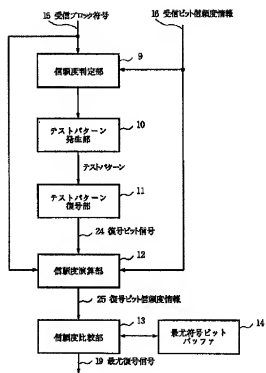 15 受信ブロック符号
16 受信ビット信頼度情報
信頼度判定部
9
テストパターン
発生部
10
テストパターン
テストパターン
復号部
11
24 復号ビット信号
信頼度演算部
12
25 復号ビット信頼度情報
信頼度比較部
13
最尤符号ビット
バッファ
14
19 最尤復号信号